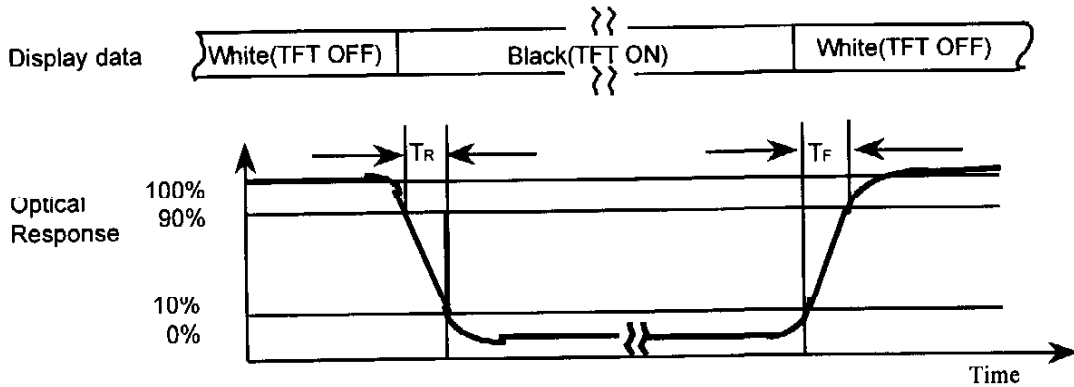 Display data
White(TFT OFF) Black(TFT ON) White(TFT OFF)
TR TF
100%
Optical
Response
90%
10%
0%
Time